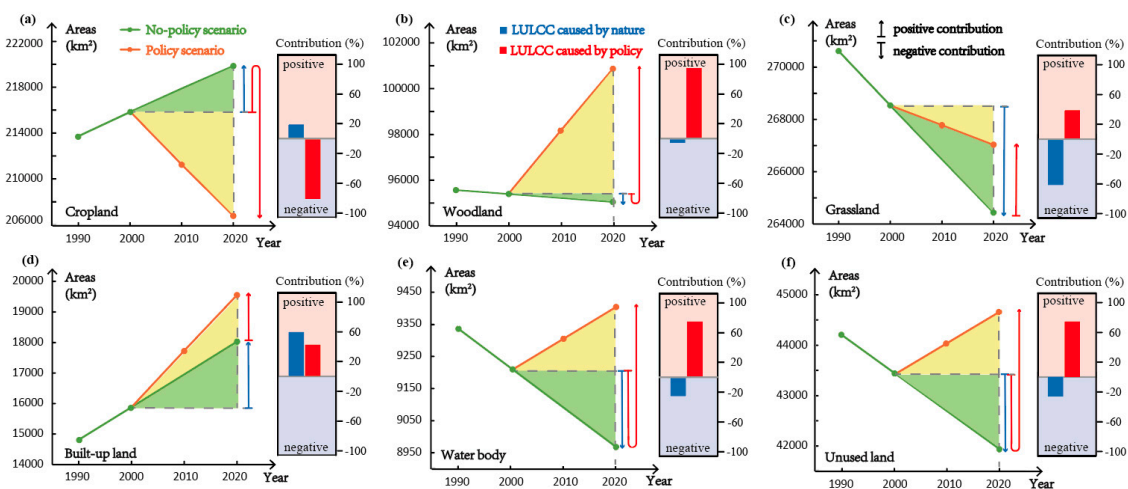 (a)
Areas
(km²)
No-policy scenario
Policy scenario
222000
218000
214000
210000
206000
Cropland
1990 2000 2010 2020 Year
Contribution (%)
positive
negative
100
60
20
-20
-60
-100
(b)
Areas
(km²)
LULCC caused by nature
LULCC caused by policy
102000
100000
98000
96000
94000
Woodland
1990 2000 2010 2020 Year
Contribution (%)
positive
negative
100
60
20
-20
-60
-100
(c)
Areas
(km²)
positive contribution
negative contribution
270000
268000
266000
264000
Grassland
1990 2000 2010 2020 Year
Contribution (%)
positive
negative
100
60
20
-20
-60
-100
(d)
Areas
(km²)
20000
19000
18000
17000
16000
15000
14000
Built-up land
1990 2000 2010 2020 Year
Contribution (%)
positive
negative
100
60
20
-20
-60
-100
(e)
Areas
(km²)
9450
9350
9250
9150
9050
8950
Water body
1990 2000 2010 2020 Year
Contribution (%)
positive
negative
100
60
20
-20
-60
-100
(f)
Areas
(km²)
45000
44000
43000
42000
Unused land
1990 2000 2010 2020 Year
Contribution (%)
positive
negative
100
60
20
-20
-60
-100